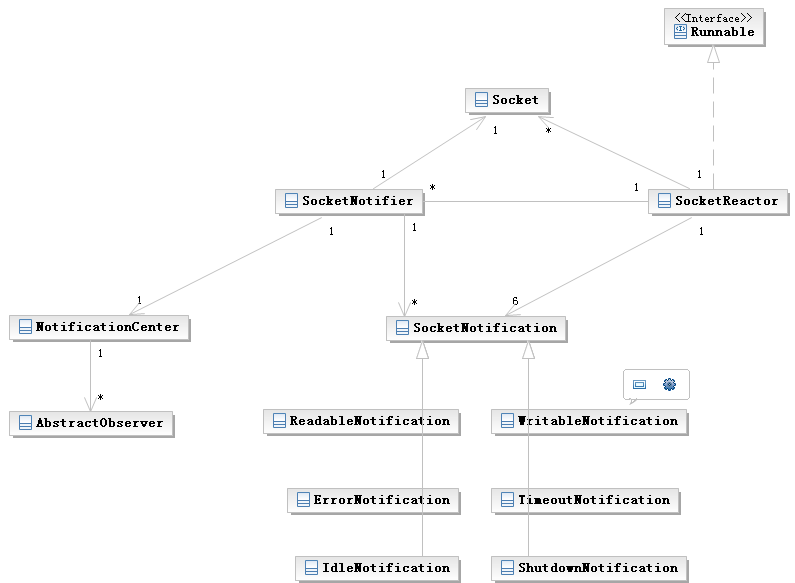 <<Interface>>
Runnable
Socket
1
*
1
1
SocketNotifier
*
1
SocketReactor
1
1
1
1
6
*
NotificationCenter
SocketNotification
1
*
AbstractObserver
ReadableNotification
WritableNotification
ErrorNotification
TimeoutNotification
IdleNotification
ShutdownNotification